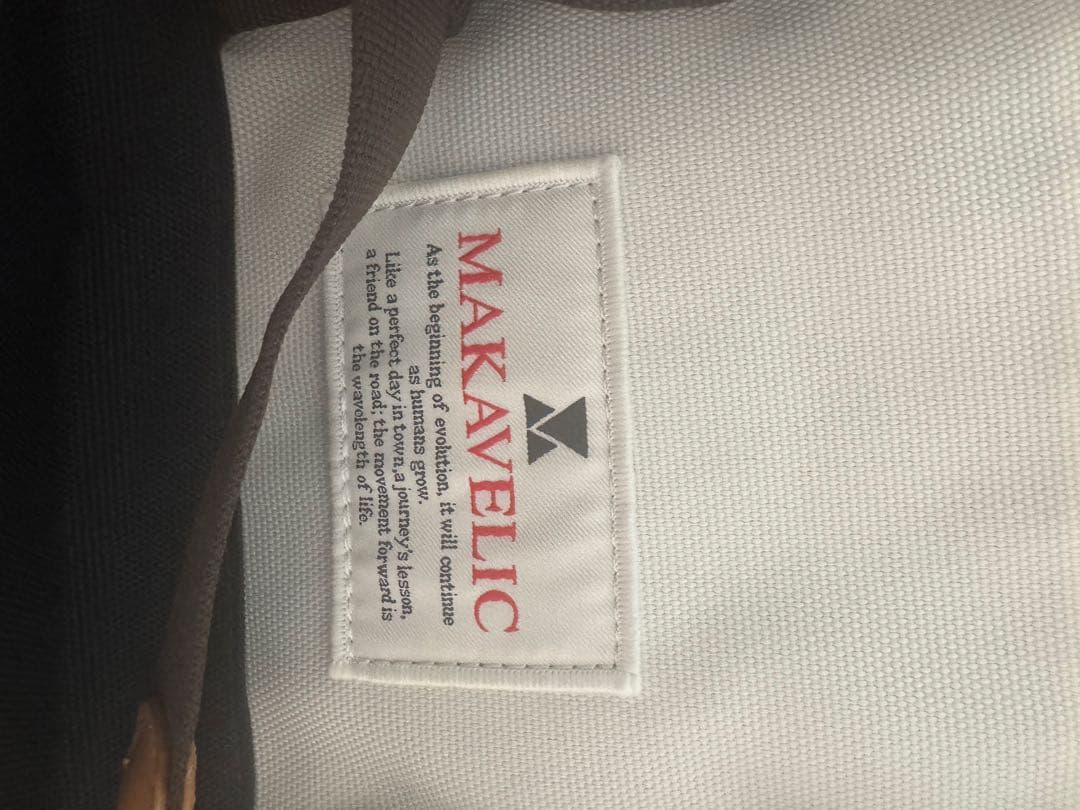 MAKAVELIC
As the beginning of evolution, it will continue
as humans grow.
Like a perfect day in town,a journey's lesson,
a friend on the road; the movement forward is
the wavelength of life.